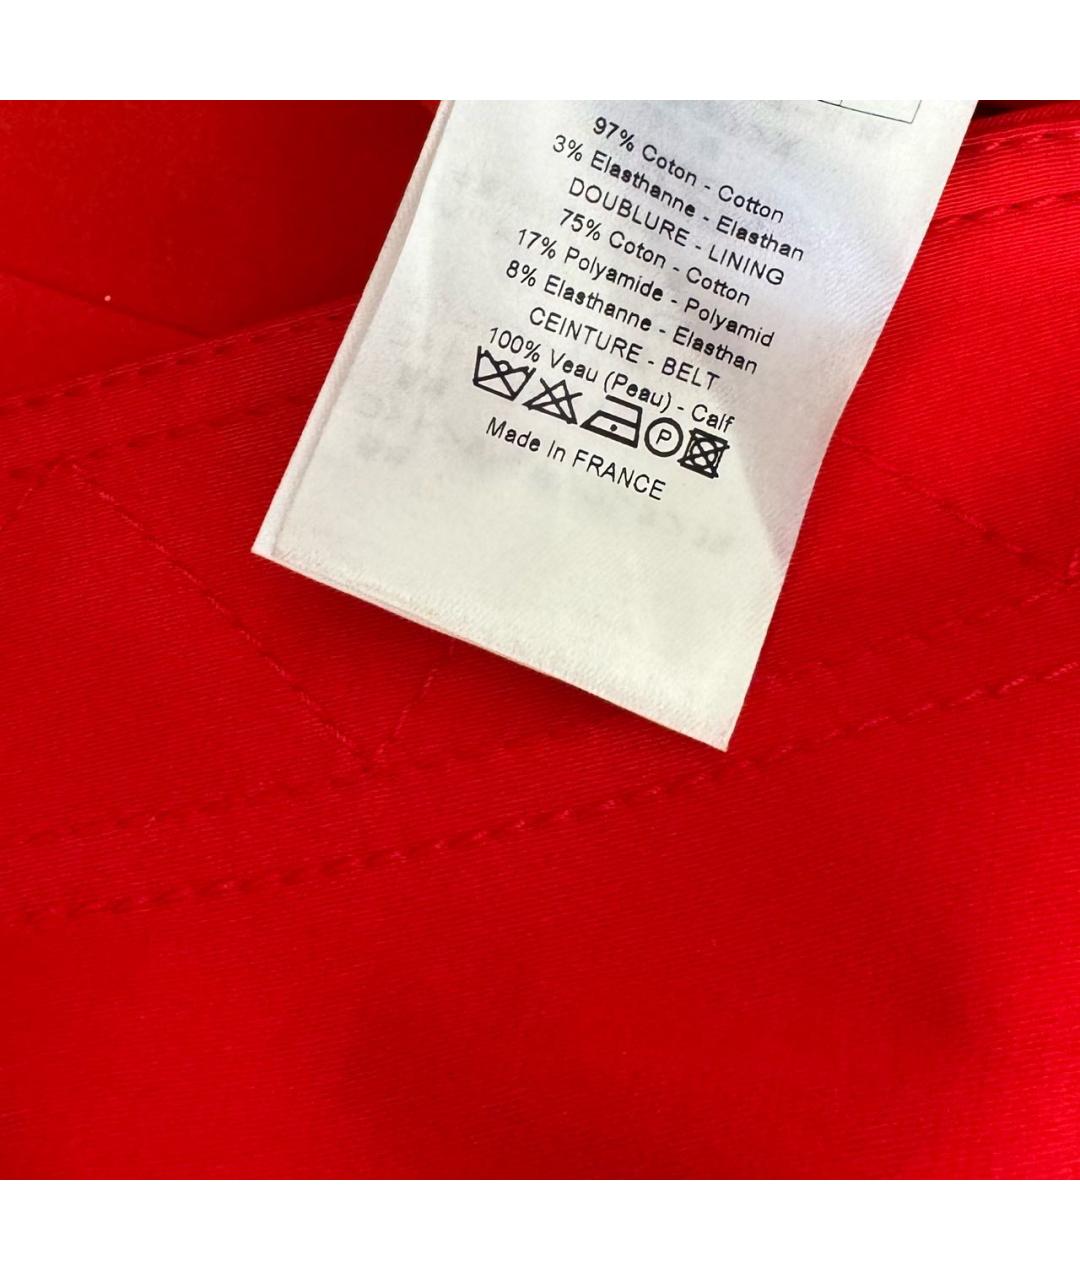 97% Coton - Cotton
3% Elasthanne - Elasthan
DOUBLURE - LINING
75% Coton - Cotton
17% Polyamide - Polyamid
8% Elasthanne - Elasthan
CEINTURE - BELT
100% Veau (Peau) - Calf
P
Made In FRANCE